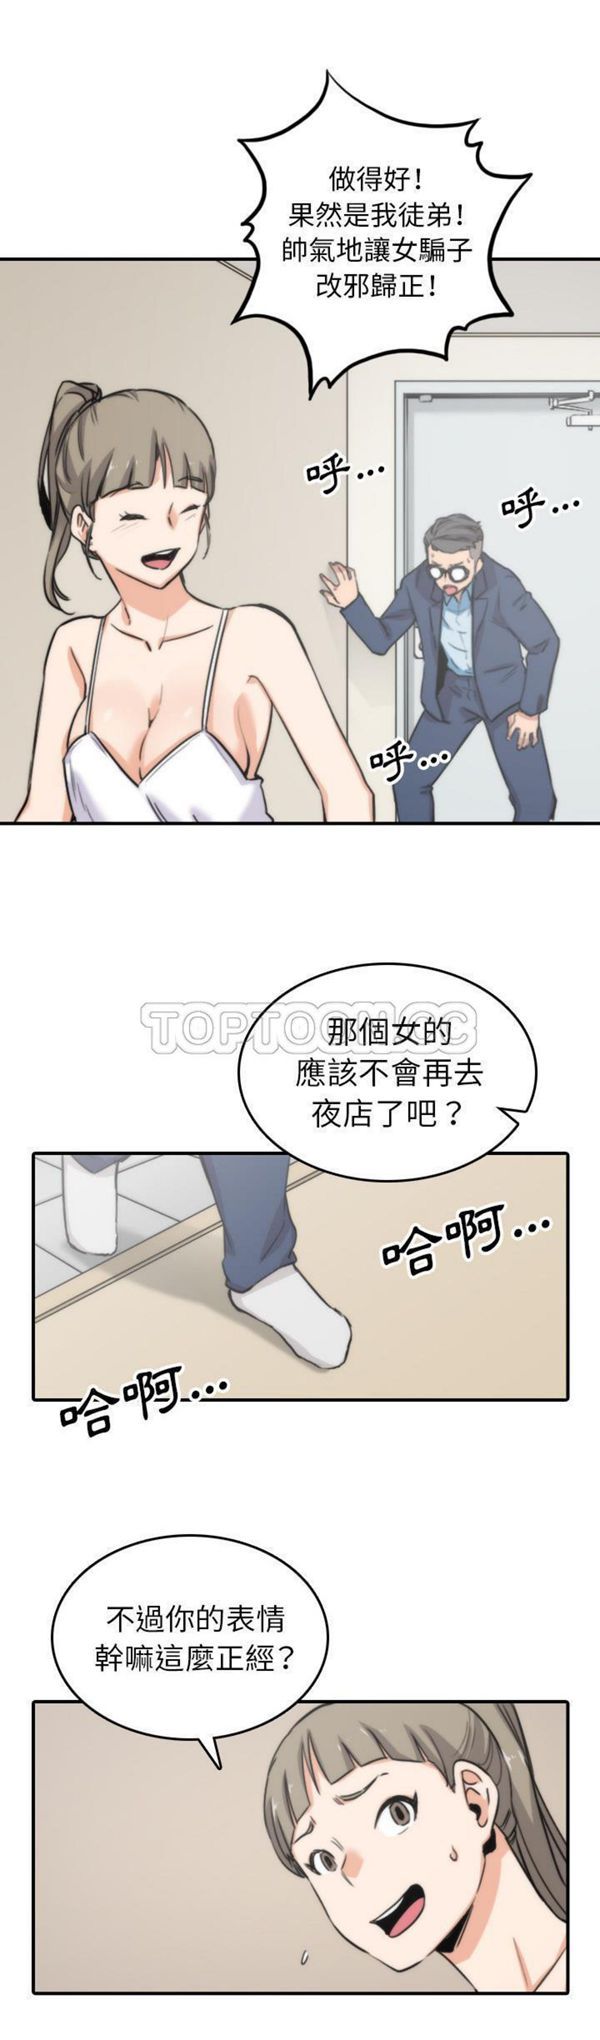 做得好！
果然是我徒弟！
帥氣地讓女騙子
改邪歸正！
呼…
呼…
呼…
TOPTOON.CC
那個女的
應該不會再去
夜店了吧？
哈啊…
哈啊…
不過你的表情
幹嘛這麼正經？